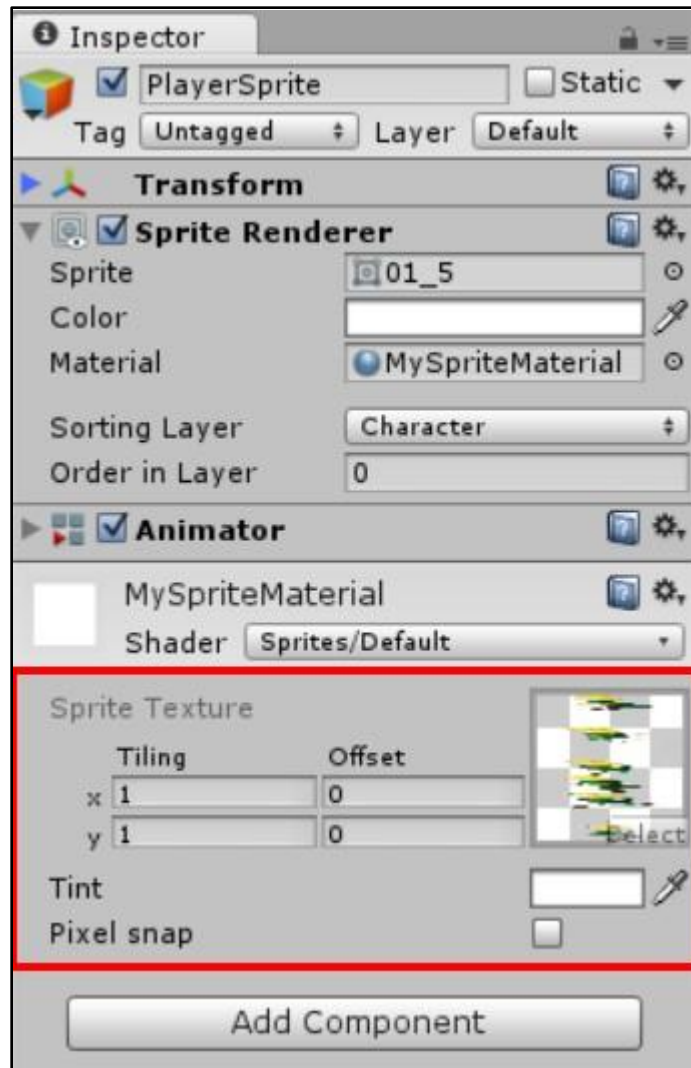 Inspector
PlayerSprite Static
Tag Untagged Layer Default
Transform
Sprite Renderer
Sprite 01_5
Color
Material MySpriteMaterial
Sorting Layer Character
Order in Layer 0
Animator
MySpriteMaterial
Shader Sprites/Default
Sprite Texture
Tiling Offset
x 1 0
y 1 0
Select
Tint
Pixel snap
Add Component